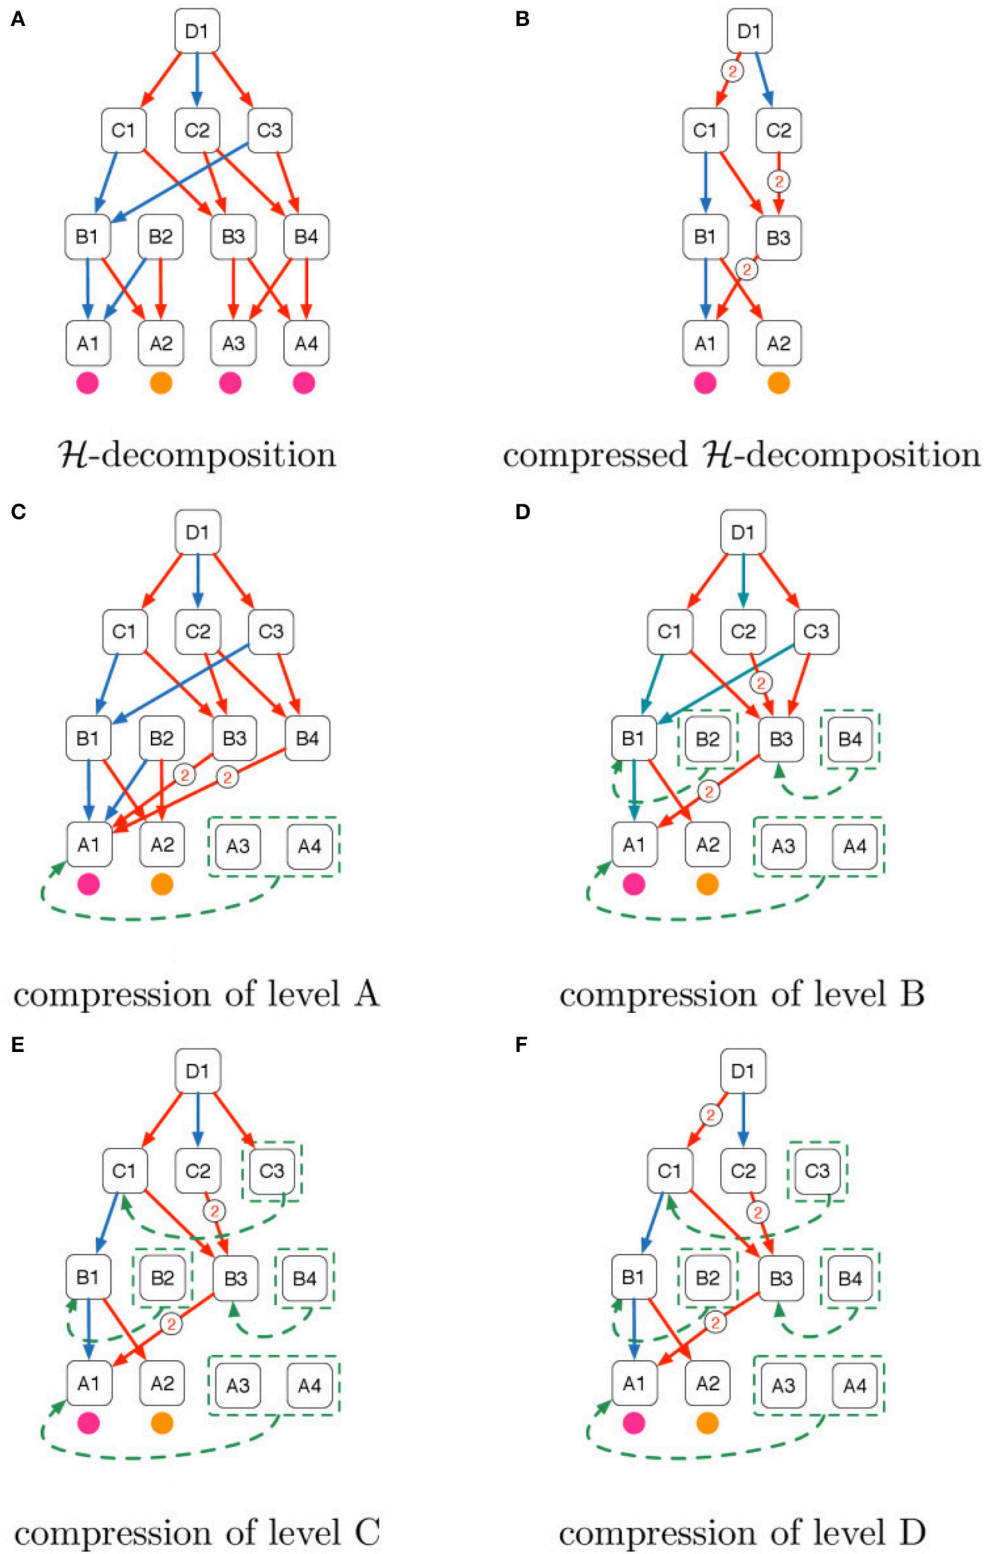 A
D1
C1 C2 C3
B1 B2 B3 B4
A1 A2 A3 A4
ℋ-decomposition
B
D1
2
C1 C2
2
B1 B3
2
A1 A2
compressed ℋ-decomposition
C
D1
C1 C2 C3
B1 B2 B3 B4
2 2
A1 A2 A3 A4
compression of level A
D
D1
C1 C2 C3
2
B1 B2 B3 B4
2
A1 A2 A3 A4
compression of level B
E
D1
C1 C2 C3
2
B1 B2 B3 B4
2
A1 A2 A3 A4
compression of level C
F
D1
2
C1 C2 C3
2
B1 B2 B3 B4
2
A1 A2 A3 A4
compression of level D